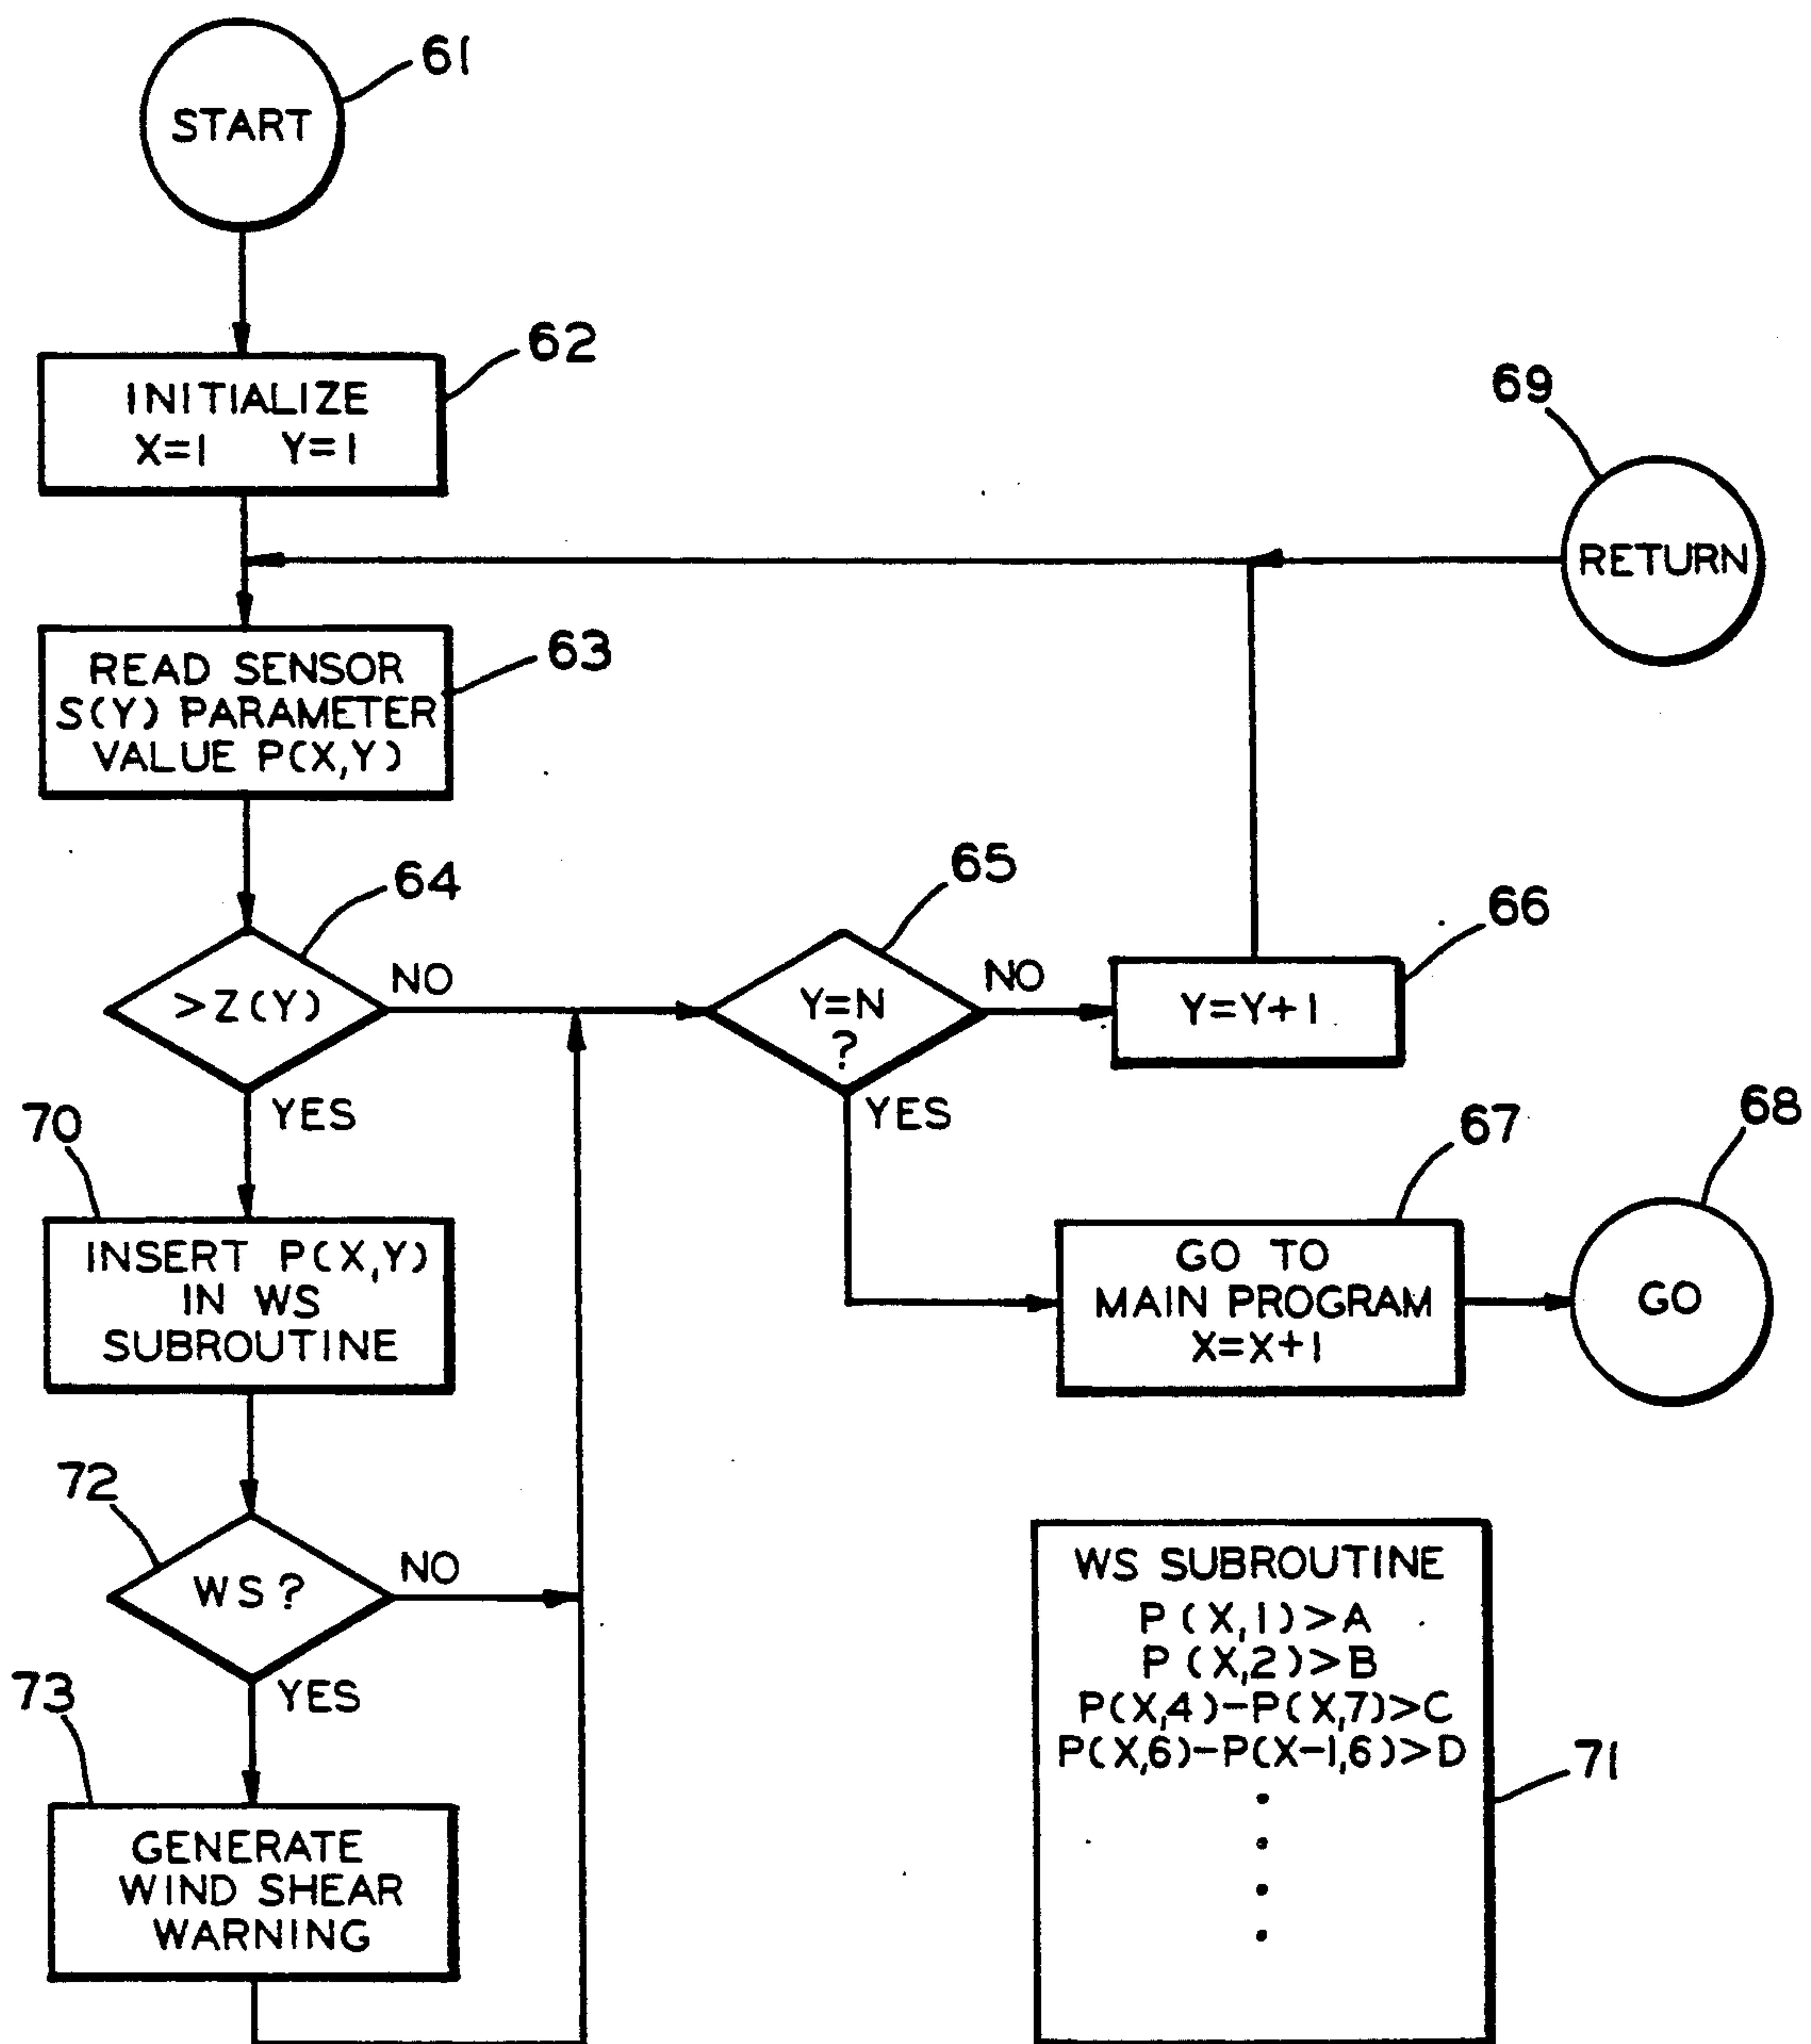 61
START
62
INITIALIZE
X=1 Y=1
69
RETURN
63
READ SENSOR
S(Y) PARAMETER
VALUE P(X,Y)
64
>Z(Y)
NO
YES
65
Y=N
?
NO
YES
66
Y=Y+1
67
GO TO
MAIN PROGRAM
X=X+1
68
GO
70
INSERT P(X,Y)
IN WS
SUBROUTINE
72
WS?
NO
YES
73
GENERATE
WIND SHEAR
WARNING
WS SUBROUTINE
P(X,1)>A
P(X,2)>B
P(X,4)-P(X,7)>C
P(X,6)-P(X-1,6)>D
71